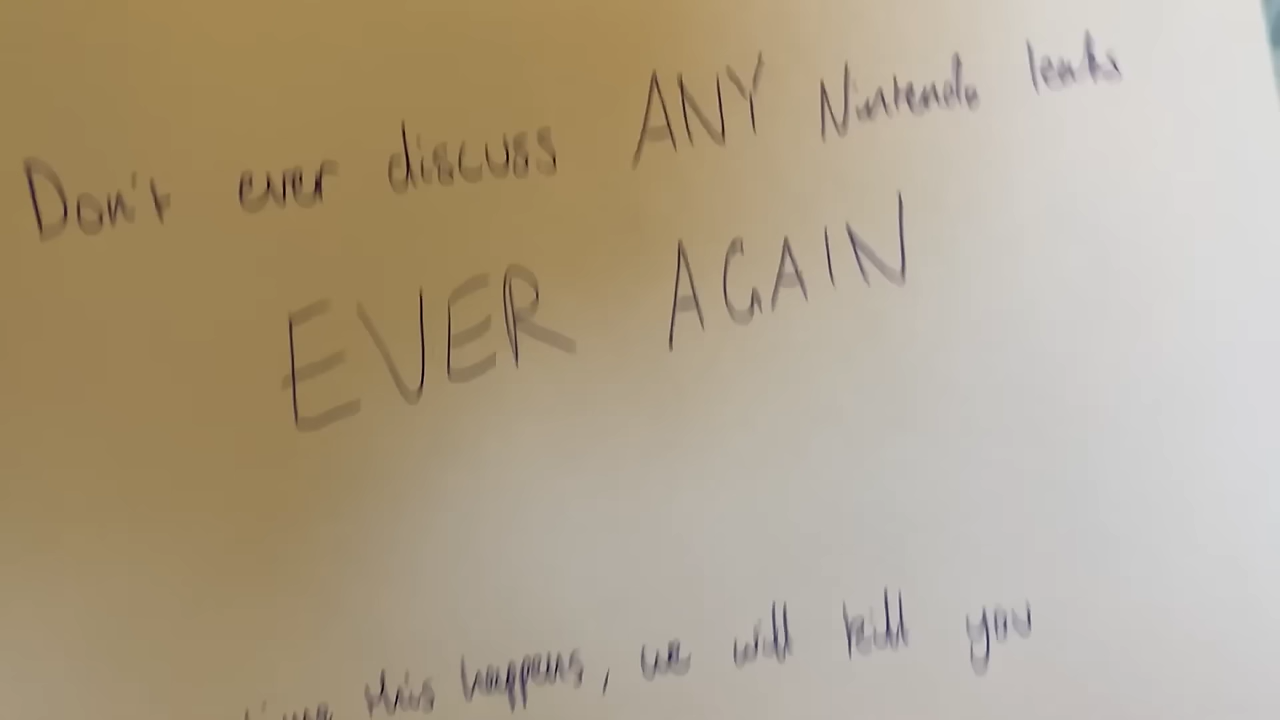 Don't ever discuss ANY Nintendo leaks
EVER AGAIN
this happens, we will kill you